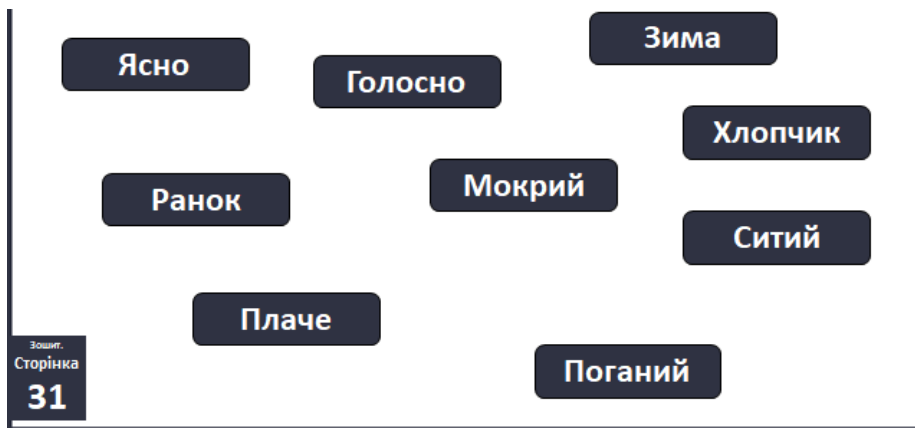 Зима
Ясно
Голосно
Хлопчик
Мокрий
Ранок
Ситий
Плаче
Поганий
Зошит.
Сторінка
31